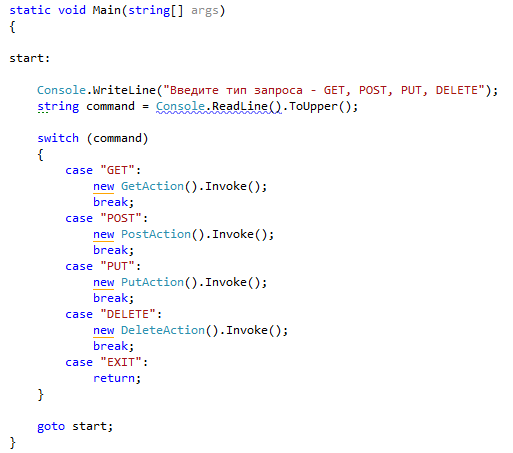 static void Main(string[] args)
{
start:
Console.WriteLine("Введите тип запроса - GET, POST, PUT, DELETE");
string command = Console.ReadLine().ToUpper();
switch (command)
{
case "GET":
new GetAction().Invoke();
break;
case "POST":
new PostAction().Invoke();
break;
case "PUT":
new PutAction().Invoke();
break;
case "DELETE":
new DeleteAction().Invoke();
break;
case "EXIT":
return;
}
goto start;
}